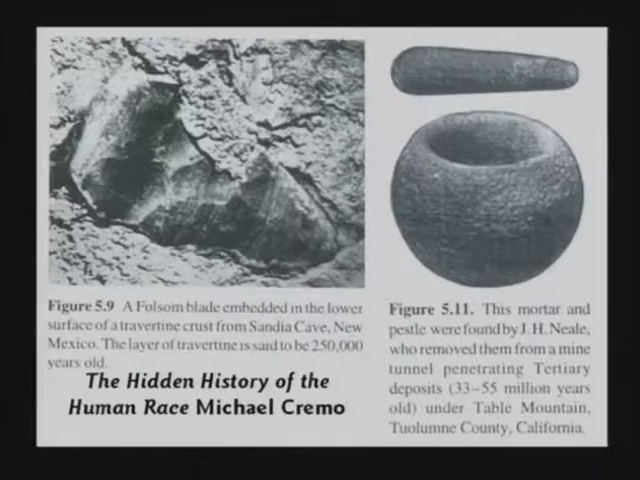 Figure 5.9 A Folsom blade embedded in the lower
surface of a travertine crust from Sandia Cave, New
Mexico. The layer of travertine is said to be 250,000
years old.
The Hidden History of the
Human Race Michael Cremo
Figure 5.11. This mortar and
pestle were found by J. H. Neale,
who removed them from a mine
tunnel penetrating Tertiary
deposits (33–55 million years
old) under Table Mountain,
Tuolumne County, California.